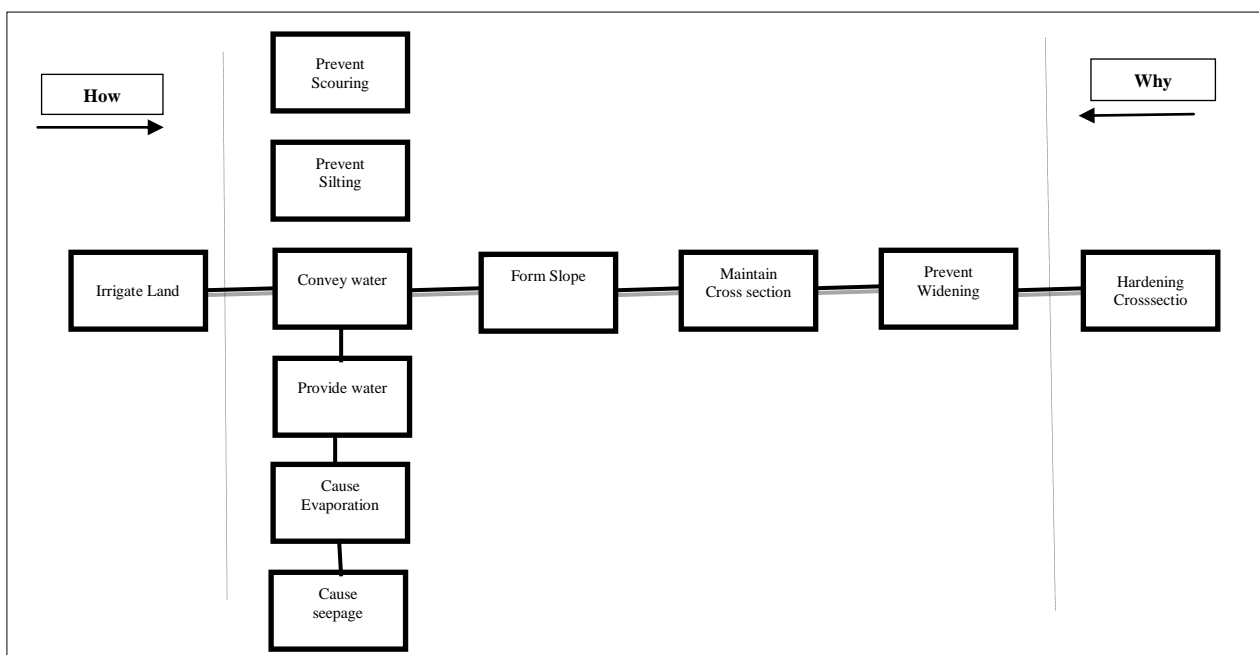 Prevent
Scouring
How
Why
Prevent
Silting
Irrigate Land
Convey water
Form Slope
Maintain
Cross section
Prevent
Widening
Hardening
Crosssectio
Provide water
Cause
Evaporation
Cause
seepage